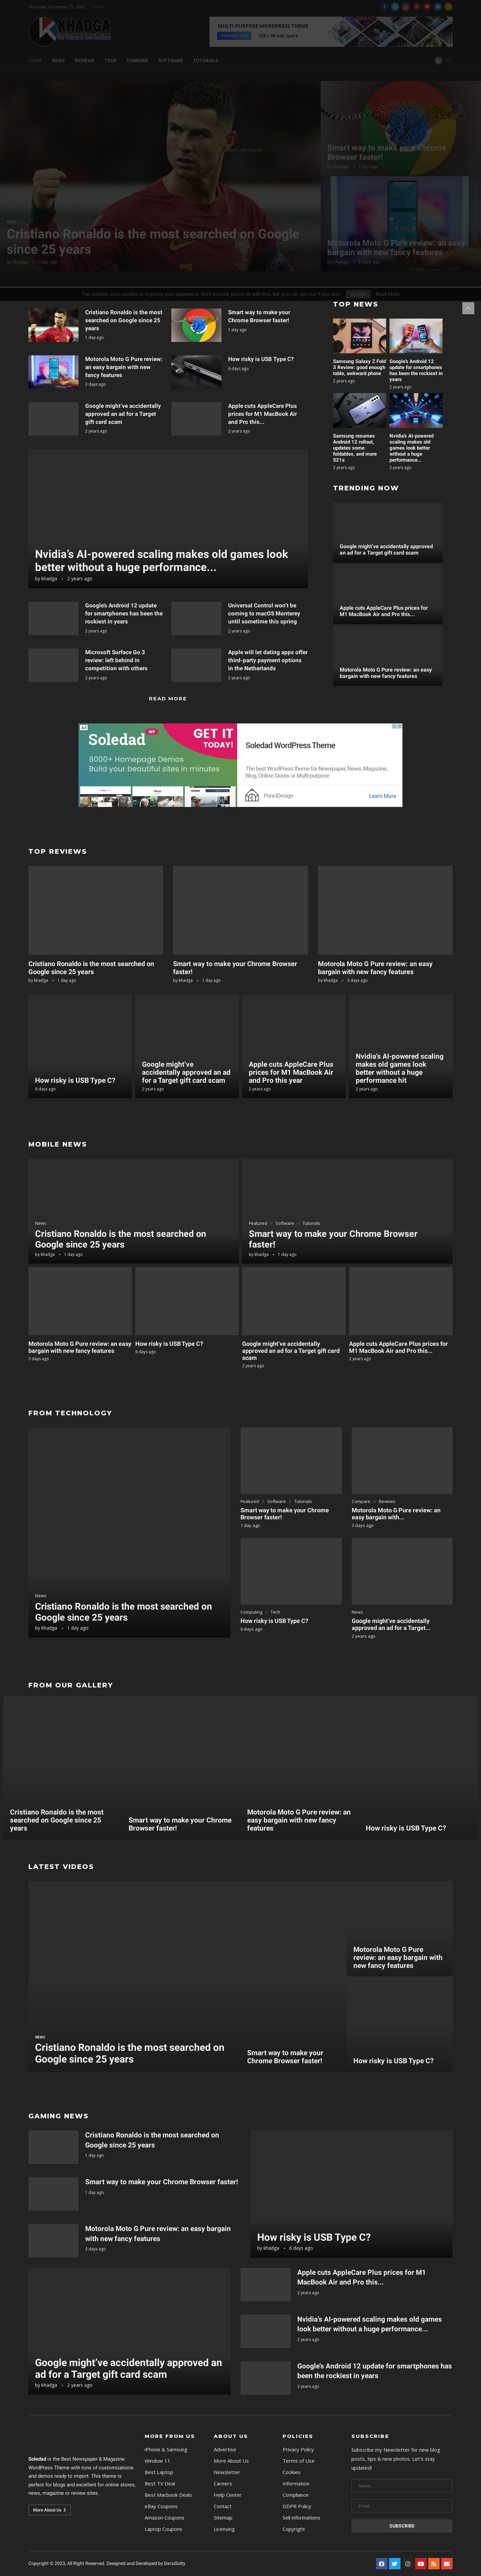 KHADGA
MULTI-PURPOSE WORDPRESS THEME
HOME NEWS REVIEWS TECH COMPARE SOFTWARE TUTORIALS
Cristiano Ronaldo is the most searched on Google
since 25 years
by khadga 1 day ago
Smart way to make your Chrome
Browser faster!
by khadga 1 day ago
Motorola Moto G Pure review: an easy
bargain with new fancy features
by khadga 3 days ago
This website uses cookies to improve your experience. We'll assume you're ok with this, but you can opt-out if you wish. Accept Read More
Cristiano Ronaldo is the most
searched on Google since 25
years
1 day ago
Smart way to make your
Chrome Browser faster!
1 day ago
Motorola Moto G Pure review:
an easy bargain with new
fancy features
3 days ago
How risky is USB Type C?
6 days ago
Google might've accidentally
approved an ad for a Target
gift card scam
2 years ago
Apple cuts AppleCare Plus
prices for M1 MacBook Air
and Pro this...
2 years ago
Nvidia's AI-powered scaling makes old games look
better without a huge performance...
by khadga • 2 years ago
Google's Android 12 update
for smartphones has been the
rockiest in years
2 years ago
Universal Control won't be
coming to macOS Monterey
until sometime this spring
2 years ago
Microsoft Surface Go 3
review: left behind in
competition with others
2 years ago
Apple will let dating apps offer
third-party payment options
in the Netherlands
2 years ago
READ MORE
TOP NEWS
Samsung Galaxy Z Fold
3 Review: good enough
table, awkward phone
2 years ago
Google's Android 12
update for smartphones
has been the rockiest in
years
2 years ago
Samsung resumes
Android 12 rollout,
updates some
foldables, and more
S21s
2 years ago
Nvidia's AI-powered
scaling makes old
games look better
without a huge
performance...
2 years ago
TRENDING NOW
Google might've accidentally approved
an ad for a Target gift card scam
Apple cuts AppleCare Plus prices for
M1 MacBook Air and Pro this...
Motorola Moto G Pure review: an easy
bargain with new fancy features
Ad
Soledad WP
8000+ Homepage Demos
Build your beautiful sites in minutes
GET IT
TODAY!
Soledad WordPress Theme
The best WordPress theme for Newspaper, News, Magazine,
Blog, Online Stores or Multi-purpose
PenciDesign
Learn More
TOP REVIEWS
Cristiano Ronaldo is the most searched on
Google since 25 years
by khadga • 1 day ago
Smart way to make your Chrome Browser
faster!
by khadga • 1 day ago
Motorola Moto G Pure review: an easy
bargain with new fancy features
by khadga • 3 days ago
How risky is USB Type C?
6 days ago
Google might've
accidentally approved an ad
for a Target gift card scam
2 years ago
Apple cuts AppleCare Plus
prices for M1 MacBook Air
and Pro this year
2 years ago
Nvidia's AI-powered scaling
makes old games look
better without a huge
performance hit
2 years ago
MOBILE NEWS
News
Cristiano Ronaldo is the most searched on
Google since 25 years
by khadga • 1 day ago
Featured Software Tutorials
Smart way to make your Chrome Browser
faster!
by khadga • 1 day ago
Motorola Moto G Pure review: an easy
bargain with new fancy features
3 days ago
How risky is USB Type C?
6 days ago
Google might've accidentally
approved an ad for a Target gift card
scam
2 years ago
Apple cuts AppleCare Plus prices for
M1 MacBook Air and Pro this...
2 years ago
FROM TECHNOLOGY
News
Cristiano Ronaldo is the most searched on
Google since 25 years
by khadga • 1 day ago
Featured Software Tutorials
Smart way to make your Chrome
Browser faster!
1 day ago
Compare Reviews
Motorola Moto G Pure review: an
easy bargain with...
3 days ago
Computing Tech
How risky is USB Type C?
6 days ago
News
Google might've accidentally
approved an ad for a Target...
2 years ago
FROM OUR GALLERY
Cristiano Ronaldo is the most
searched on Google since 25
years
Smart way to make your Chrome
Browser faster!
Motorola Moto G Pure review: an
easy bargain with new fancy
features
How risky is USB Type C?
LATEST VIDEOS
NEWS
Cristiano Ronaldo is the most searched on
Google since 25 years
Smart way to make your
Chrome Browser faster!
Motorola Moto G Pure
review: an easy bargain with
new fancy features
How risky is USB Type C?
GAMING NEWS
Cristiano Ronaldo is the most searched on
Google since 25 years
1 day ago
Smart way to make your Chrome Browser faster!
1 day ago
Motorola Moto G Pure review: an easy bargain
with new fancy features
3 days ago
How risky is USB Type C?
by khadga • 6 days ago
Google might've accidentally approved an
ad for a Target gift card scam
by khadga • 2 years ago
Apple cuts AppleCare Plus prices for M1
MacBook Air and Pro this...
2 years ago
Nvidia's AI-powered scaling makes old games
look better without a huge performance...
2 years ago
Google's Android 12 update for smartphones has
been the rockiest in years
2 years ago
Soledad is the Best Newspaper & Magazine
WordPress Theme with tons of customizations
and demos ready to import. This theme is
perfect for blogs and excellent for online stores,
news, magazine or review sites.
More About Us
MORE FROM US
iPhone & Samsung
Window 11
Best Laptop
Best TV Deal
Best Macbook Deals
eBay Coupons
Amazon Coupons
Laptop Coupons
ABOUT US
Advertise
More About Us
Newsletter
Careers
Help Center
Contact
Sitemap
Licensing
POLICIES
Privacy Policy
Terms of Use
Cookies
Information
Compliance
GDPR Policy
Sell informations
Copyright
SUBSCRIBE
Subscribe my Newsletter for new blog
posts, tips & new photos. Let's stay
updated!
Name...
Email...
SUBSCRIBE
Copyright © 2023, All Right Reserved. Designed and Developed by DarsiSolty